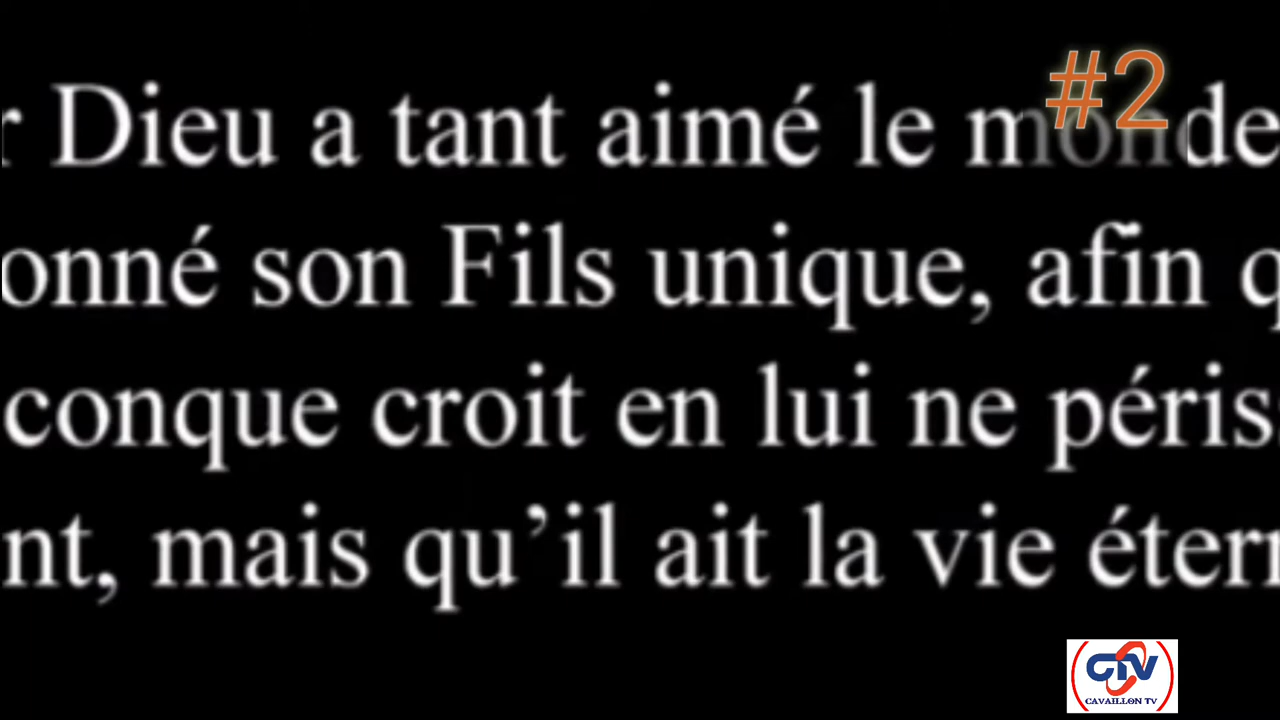 #2
r Dieu a tant aimé le monde
onné son Fils unique, afin q
conque croit en lui ne péris
nt, mais qu’il ait la vie étern
CTV
CAVAILLON TV